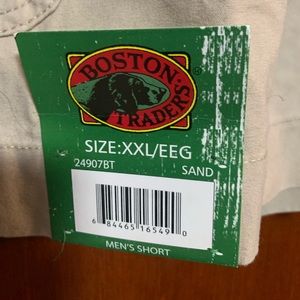 BOSTON
TRADERS
®
SIZE:XXL/EEG
24907BT SAND
6 84465 16549 0
MEN'S SHORT